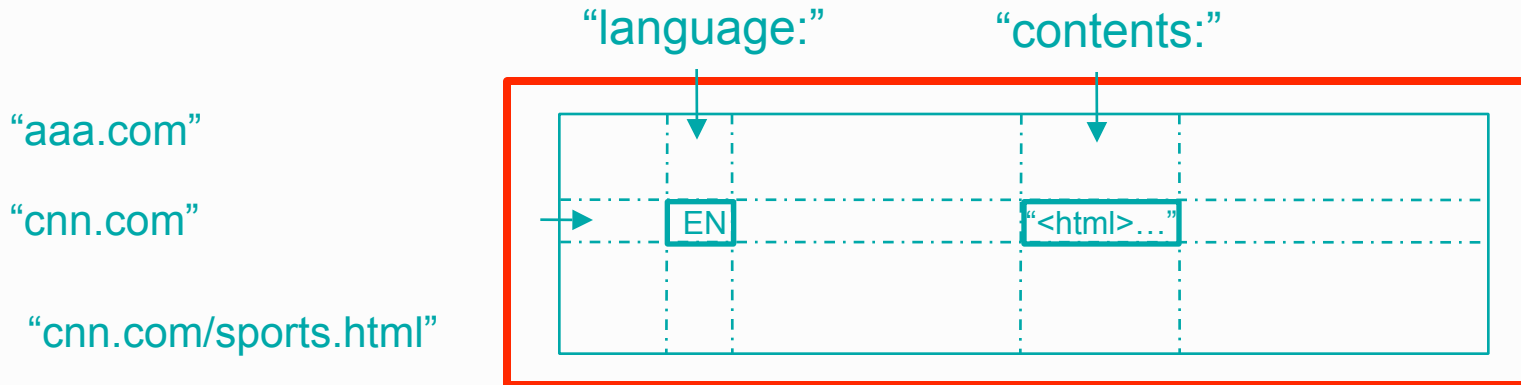 “language:” “contents:”
“aaa.com”
“cnn.com” EN “<html>…”
“cnn.com/sports.html”